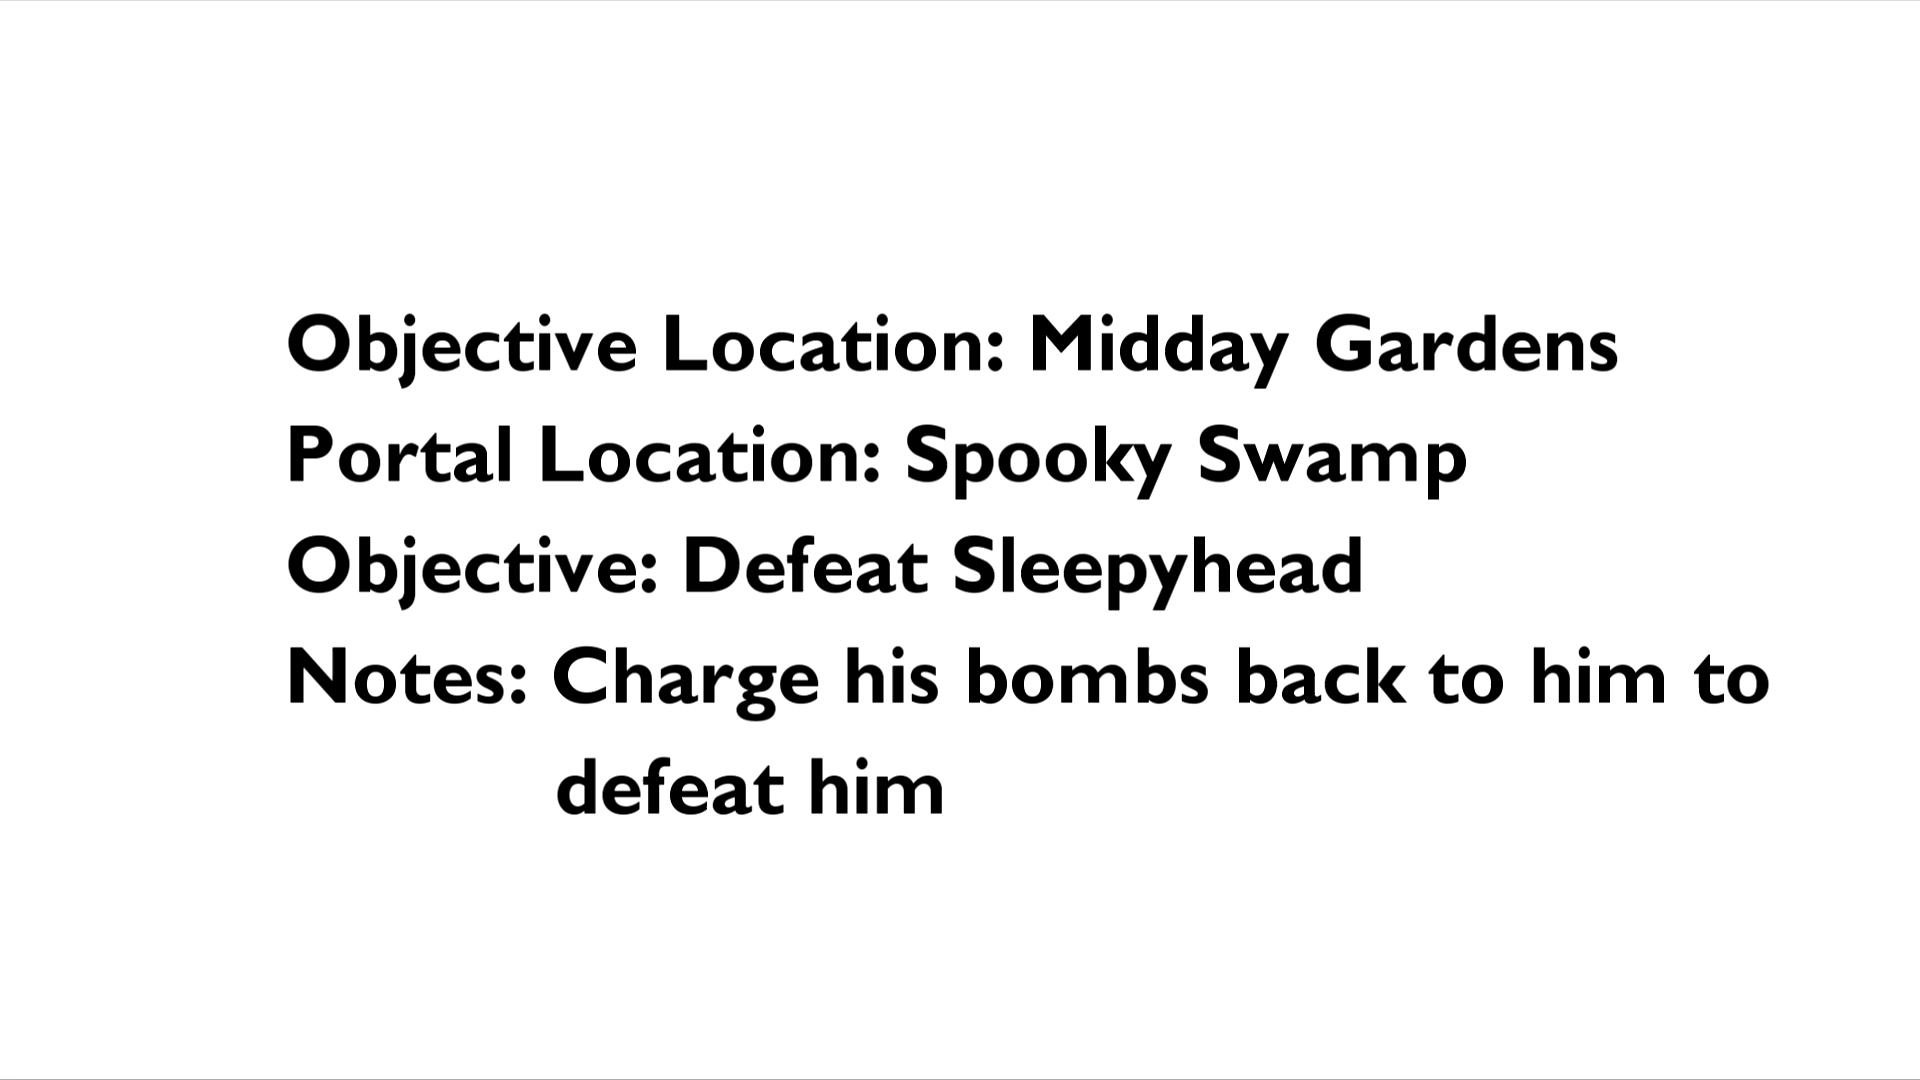 Objective Location: Midday Gardens
Portal Location: Spooky Swamp
Objective: Defeat Sleepyhead
Notes: Charge his bombs back to him to
defeat him